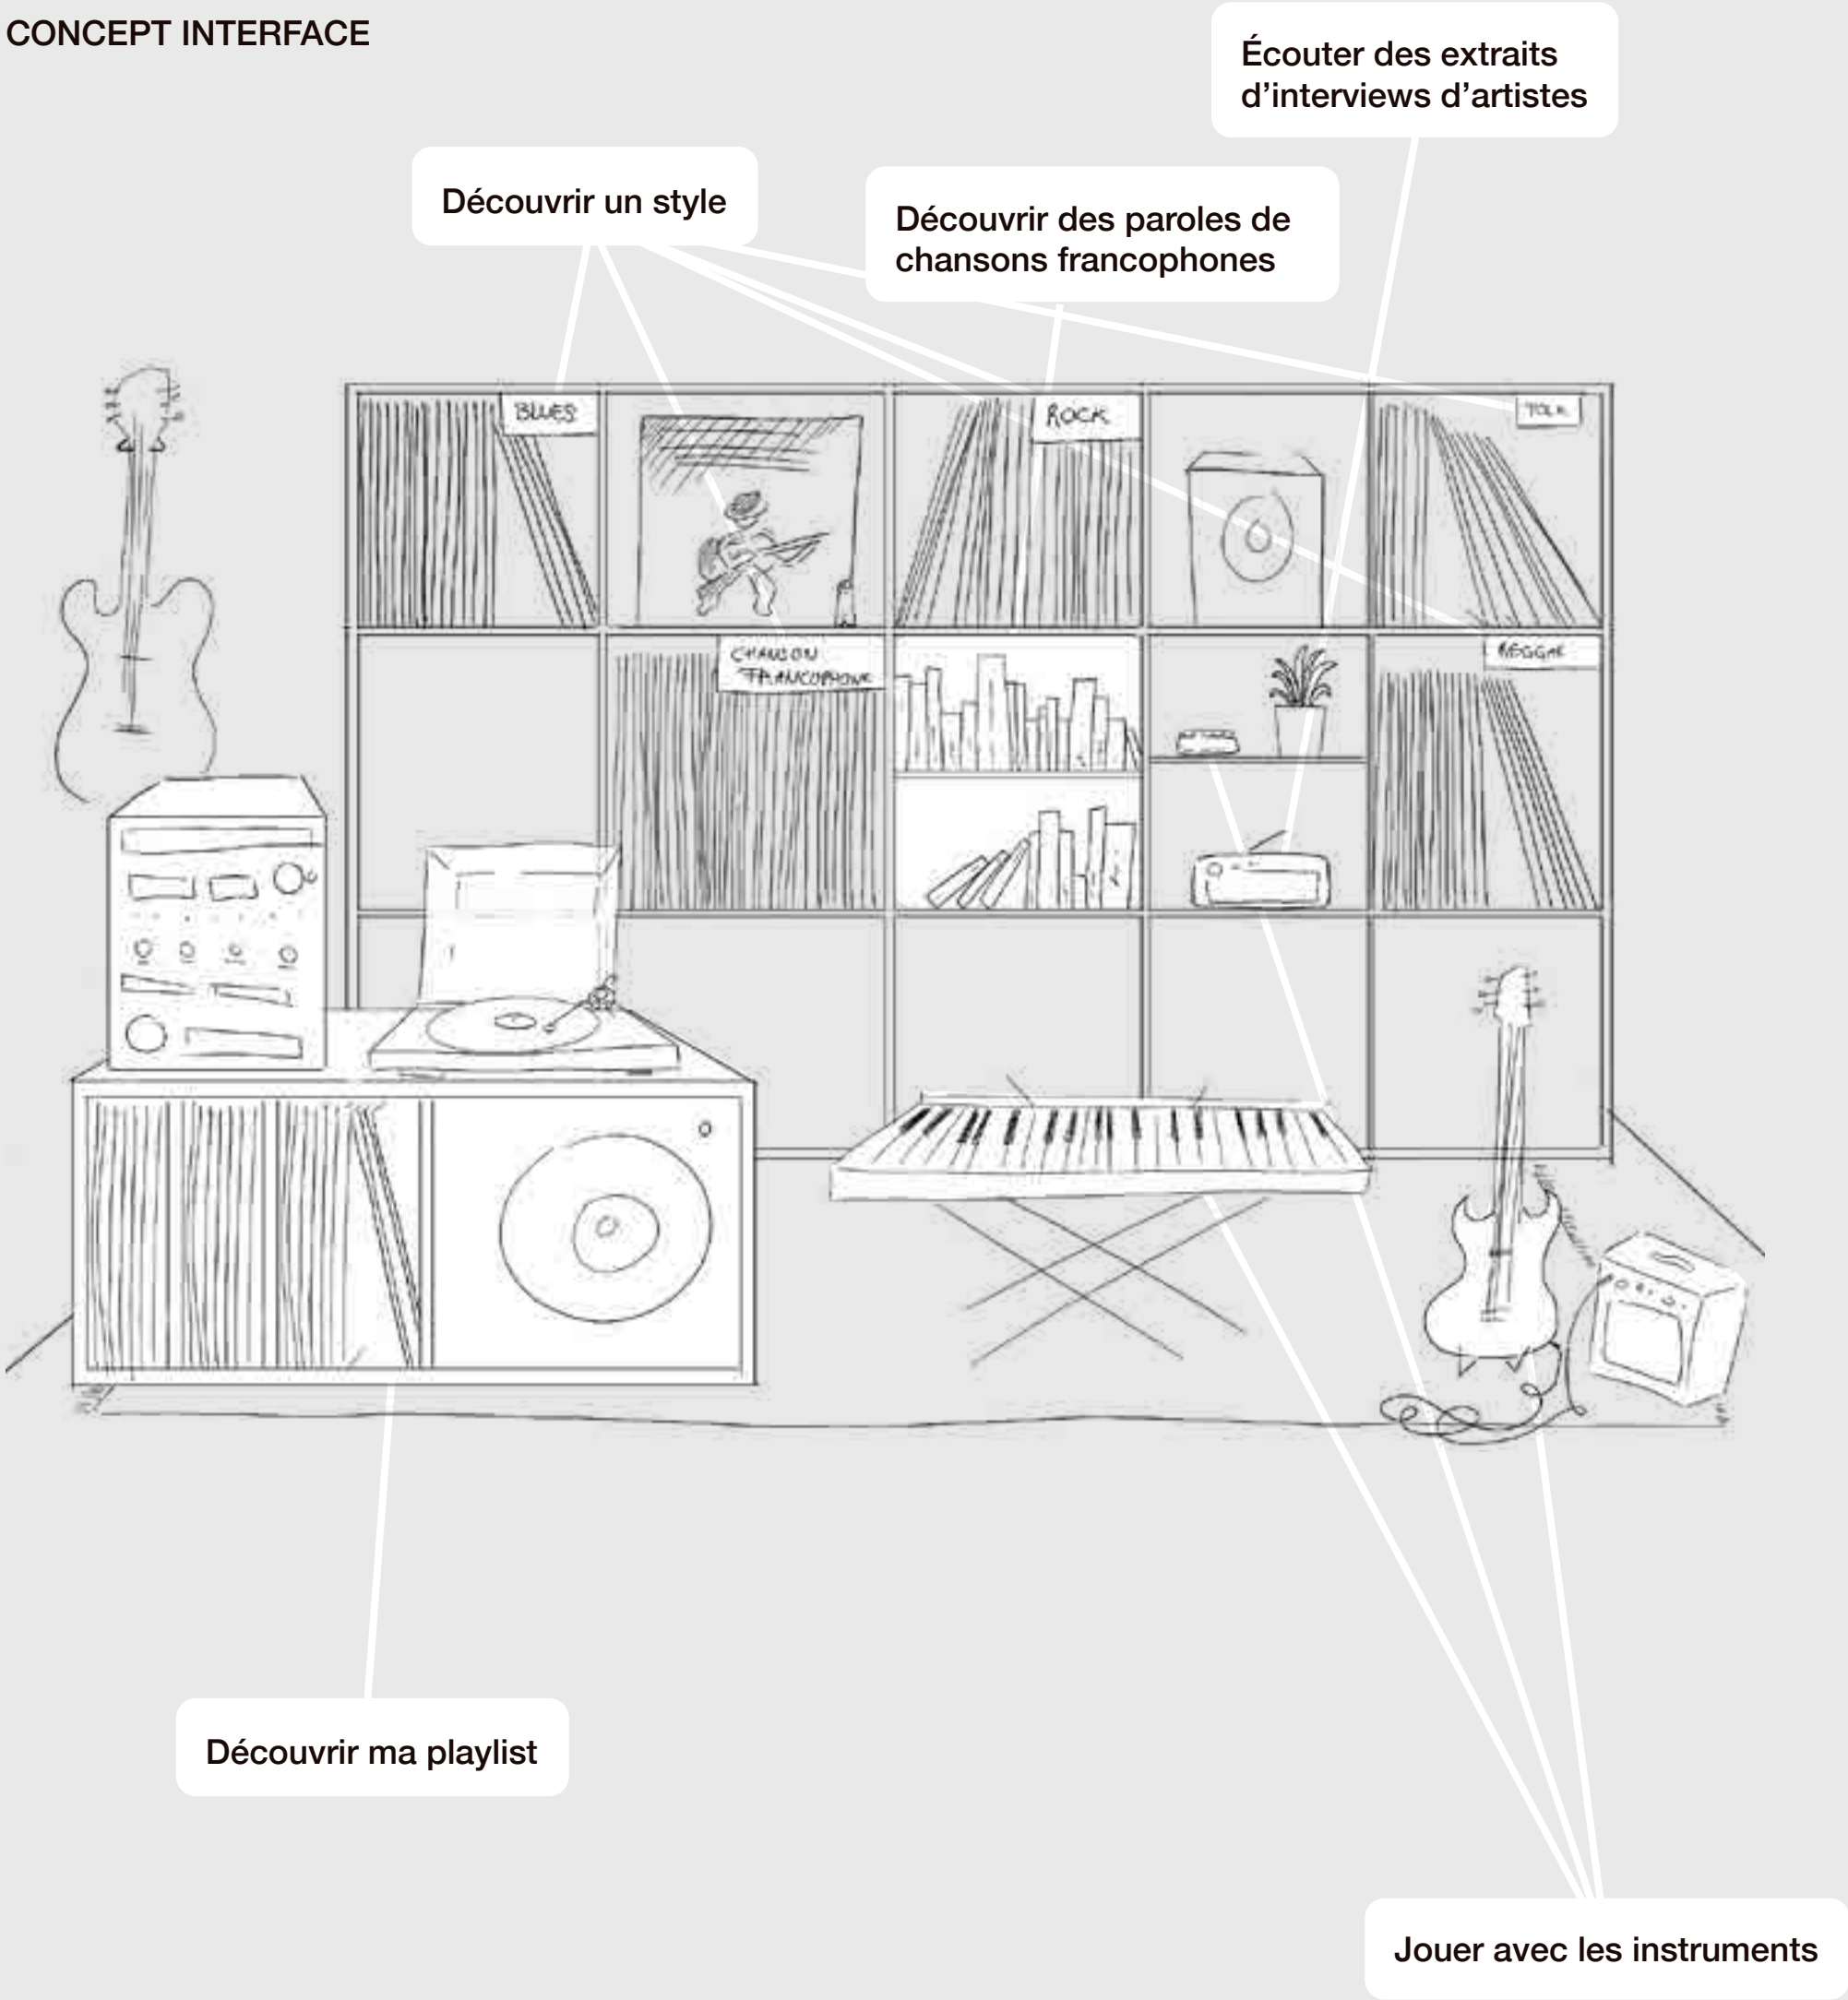 CONCEPT INTERFACE
Écouter des extraits
d’interviews d’artistes
Découvrir un style
Découvrir des paroles de
chansons francophones
BLUES
ROCK
FOLK
CHANSON
FRANCOPHONE
REGGAE
Découvrir ma playlist
Jouer avec les instruments